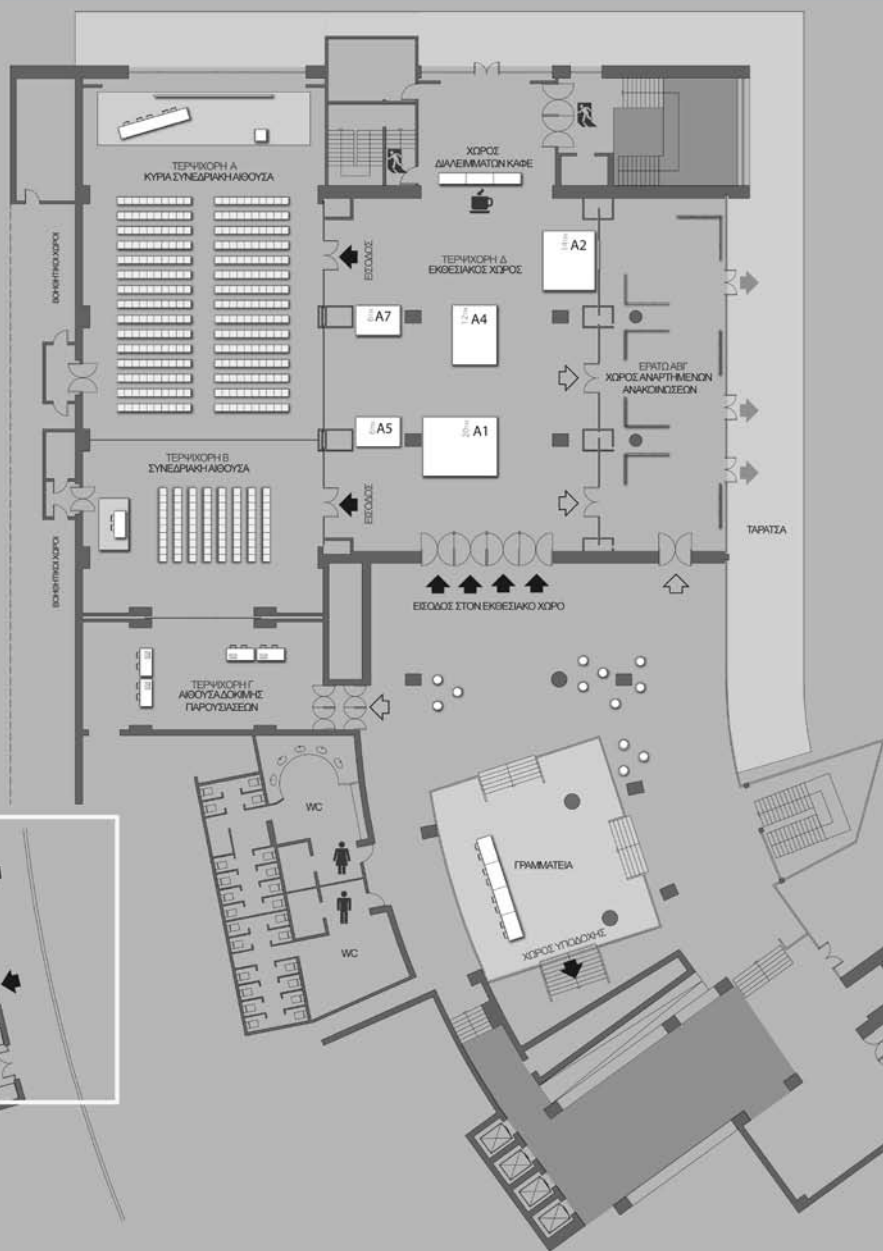 ΤΕΡΨΙΧΟΡΗ Α
ΚΥΡΙΑ ΣΥΝΕΔΡΙΑΚΗ ΑΙΘΟΥΣΑ
ΧΩΡΟΣ
ΔΙΑΛΕΙΜΜΑΤΩΝ ΚΑΦΕ
ΒΟΗΘΗΤΙΚΟΙ ΧΩΡΟΙ
ΕΙΣΟΔΟΣ
ΤΕΡΨΙΧΟΡΗ Δ
ΕΚΘΕΣΙΑΚΟΣ ΧΩΡΟΣ
A2
A7
12m
A4
ΕΡΑΤΩ ΑΒΓ
ΧΩΡΟΣ ΑΝΑΡΤΗΜΕΝΩΝ
ΑΝΑΚΟΙΝΩΣΕΩΝ
A5
20m
A1
ΤΕΡΨΙΧΟΡΗ Β
ΣΥΝΕΔΡΙΑΚΗ ΑΙΘΟΥΣΑ
ΕΙΣΟΔΟΣ
ΤΑΡΑΤΣΑ
ΒΟΗΘΗΤΙΚΟΙ ΧΩΡΟΙ
ΕΙΣΟΔΟΣ ΣΤΟΝ ΕΚΘΕΣΙΑΚΟ ΧΩΡΟ
ΤΕΡΨΙΧΟΡΗ Γ
ΑΙΘΟΥΣΑ ΔΟΚΙΜΗΣ
ΠΑΡΟΥΣΙΑΣΕΩΝ
WC
ΓΡΑΜΜΑΤΕΙΑ
WC
ΧΩΡΟΣ ΥΠΟΔΟΧΗΣ